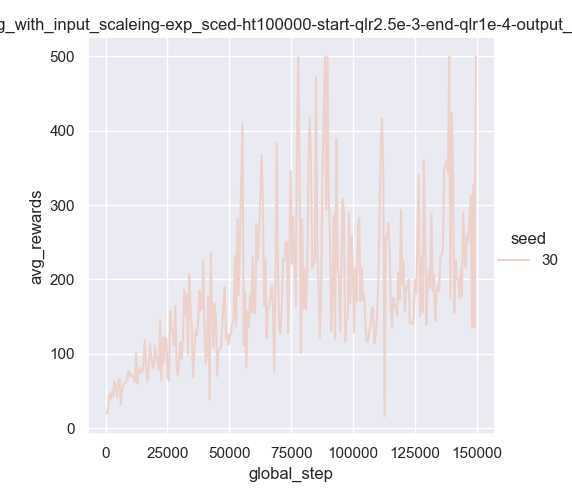 g_with_input_scaleing-exp_sced-ht100000-start-qlr2.5e-3-end-qlr1e-4-output_
500
400
300
200
100
0
avg_rewards
0 25000 50000 75000 100000 125000 150000
global_step
seed
30